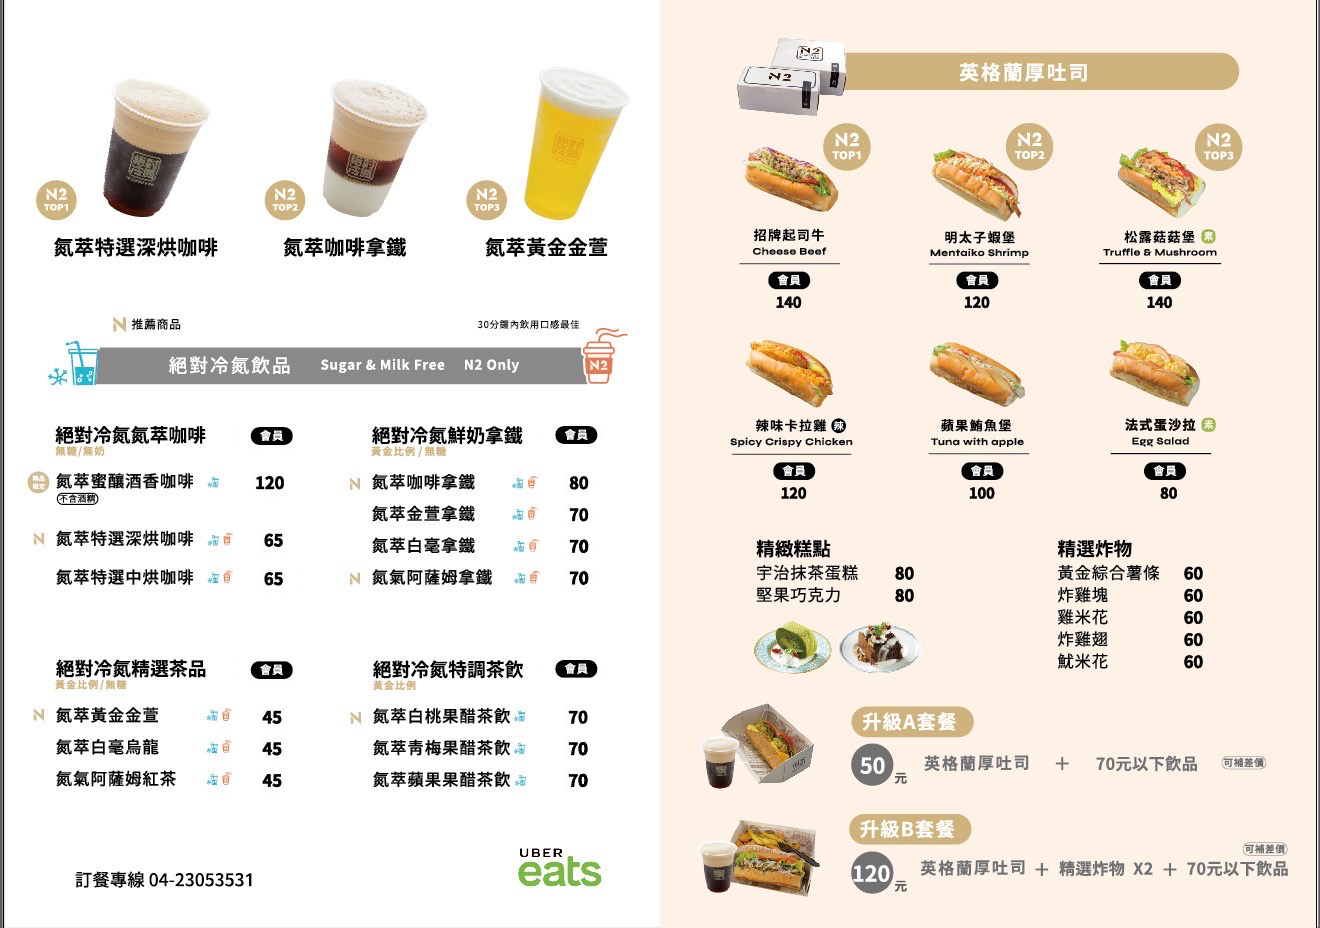 N2
TOP1
N2
TOP2
N2
TOP3
氮萃特選深烘咖啡
氮萃咖啡拿鐵
氮萃黃金金萱
N 推薦商品
30分鐘內飲用口感最佳
絕對冷氮飲品 Sugar & Milk Free N2 Only
N2
絕對冷氮氮萃咖啡 會員
無糖/無奶
氮萃蜜釀酒香咖啡 120
不含酒精
N 氮萃特選深烘咖啡 65
氮萃特選中烘咖啡 65
絕對冷氮鮮奶拿鐵 會員
黃金比例/無糖
N 氮萃咖啡拿鐵 80
氮萃金萱拿鐵 70
氮萃白毫拿鐵 70
N 氮氣阿薩姆拿鐵 70
絕對冷氮精選茶品 會員
黃金比例/無糖
N 氮萃黃金金萱 45
氮萃白毫烏龍 45
氮氣阿薩姆紅茶 45
絕對冷氮特調茶飲 會員
黃金比例
N 氮萃白桃果醋茶飲 70
氮萃青梅果醋茶飲 70
氮萃蘋果果醋茶飲 70
訂餐專線 04-23053531
UBER
eats
N2
英格蘭厚吐司
N2
TOP1
N2
TOP2
N2
TOP3
招牌起司牛
Cheese Beef
會員
140
明太子蝦堡
Mentaiko Shrimp
會員
120
松露菇菇堡 素
Truffle & Mushroom
會員
140
辣味卡拉雞 辣
Spicy Crispy Chicken
會員
120
蘋果鮪魚堡
Tuna with apple
會員
100
法式蛋沙拉 素
Egg Salad
會員
80
精緻糕點
宇治抹茶蛋糕 80
堅果巧克力 80
精選炸物
黃金綜合薯條 60
炸雞塊 60
雞米花 60
炸雞翅 60
魷米花 60
升級A套餐
50元 英格蘭厚吐司 + 70元以下飲品 可補差價
升級B套餐
可補差價
120元 英格蘭厚吐司 + 精選炸物 X2 + 70元以下飲品